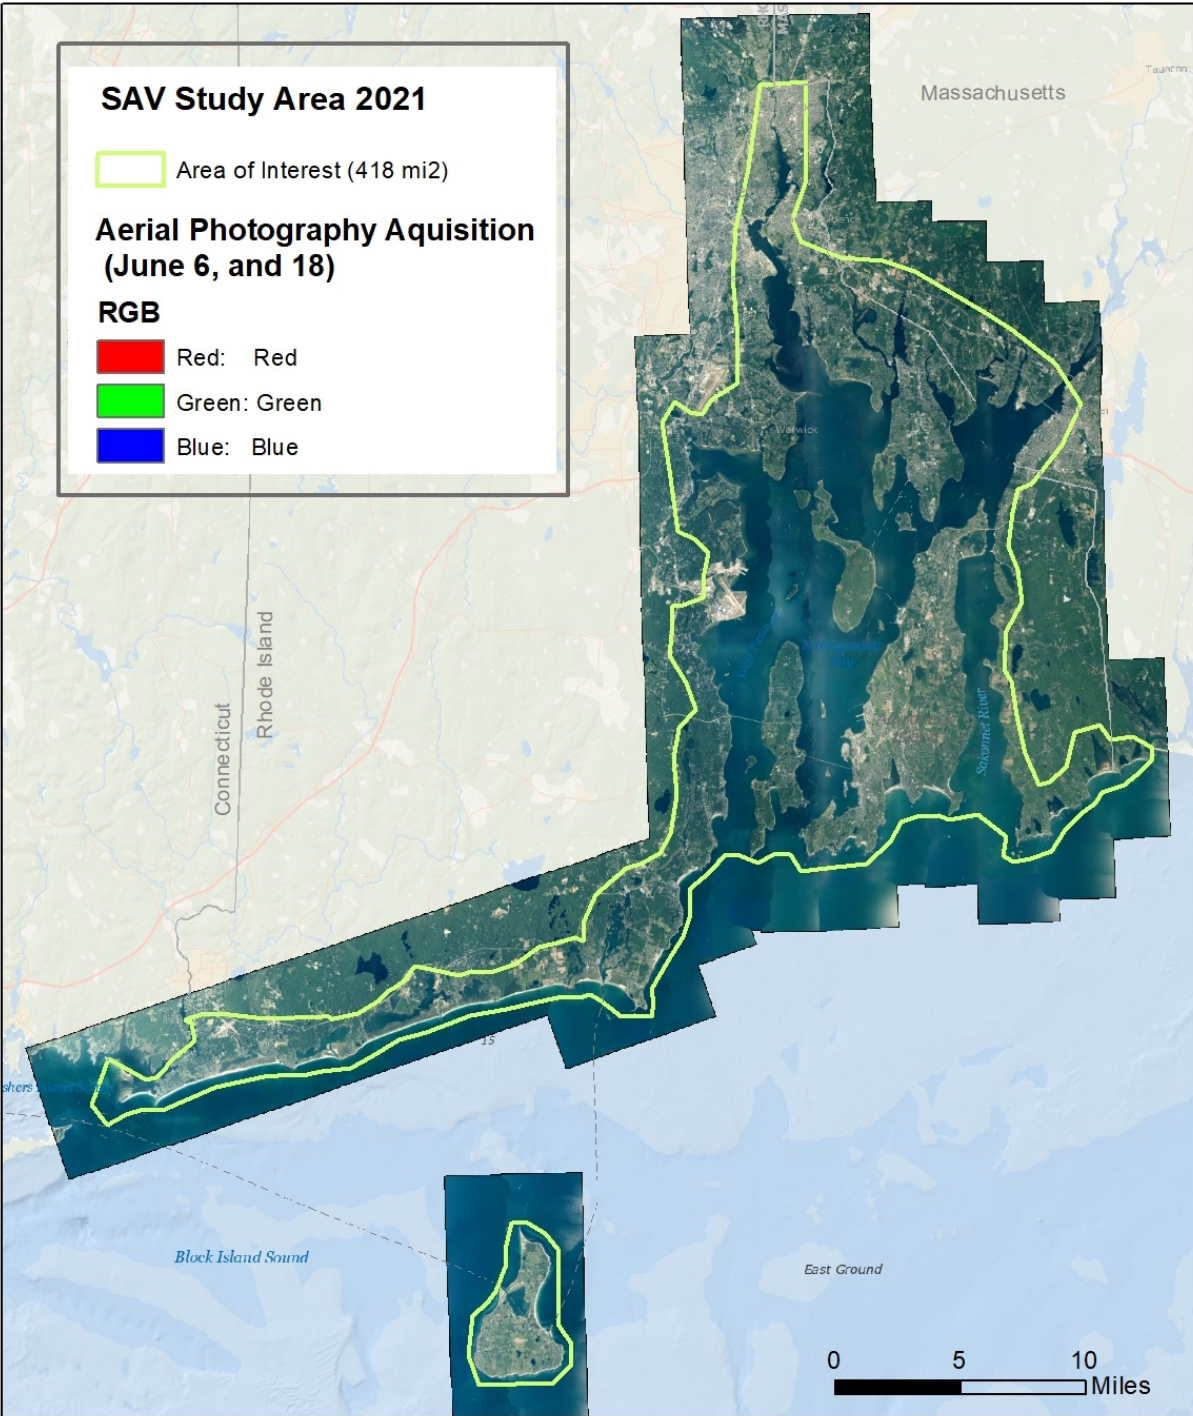 SAV Study Area 2021
Area of Interest (418 mi2)
Aerial Photography Aquisition
(June 6, and 18)
RGB
Red: Red
Green: Green
Blue: Blue
Massachusetts
Taunton
Warwick
Connecticut
Rhode Island
Sakonnet River
15
Block Island Sound
East Ground
0 5 10
Miles